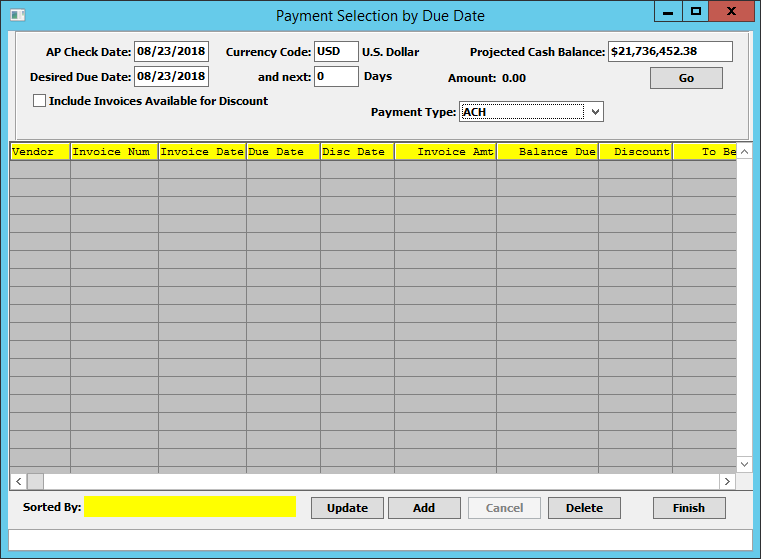 Payment Selection by Due Date
AP Check Date: 08/23/2018 Currency Code: USD U.S. Dollar Projected Cash Balance: $21,736,452.38
Desired Due Date: 08/23/2018 and next: 0 Days Amount: 0.00 Go
Include Invoices Available for Discount
Payment Type: ACH
Vendor Invoice Num Invoice Date Due Date Disc Date Invoice Amt Balance Due Discount To Be
Sorted By: Update Add Cancel Delete Finish